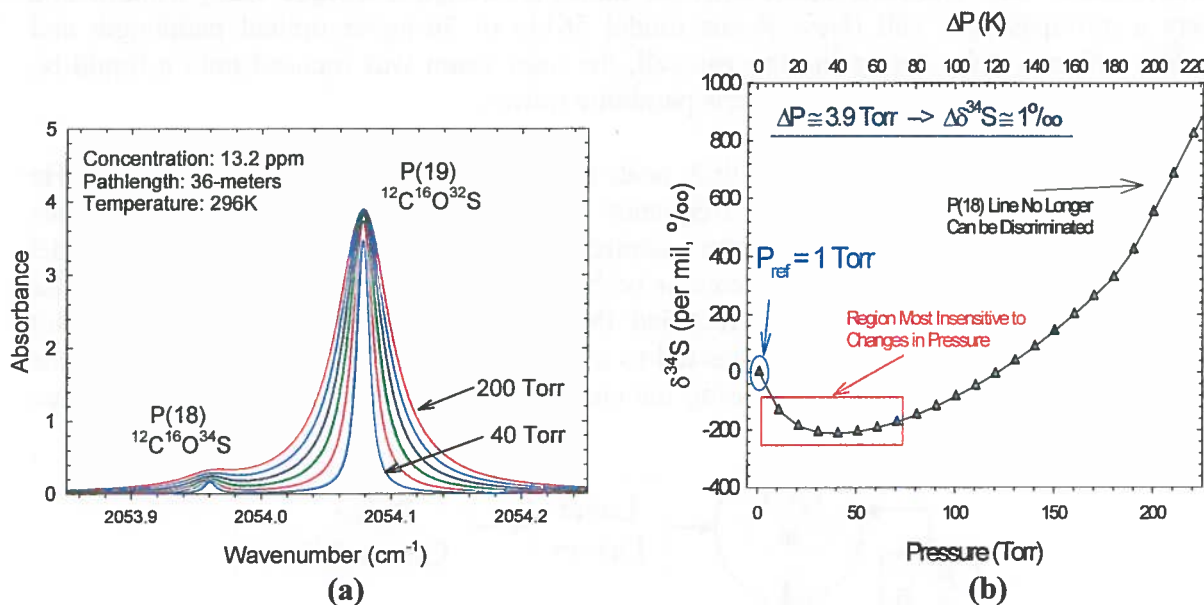 5
4
3
2
1
0
Absorbance
Concentration: 13.2 ppm
Pathlength: 36-meters
Temperature: 296K
P(19)
¹²C¹⁶O³²S
P(18)
¹²C¹⁶O³⁴S
200 Torr
40 Torr
2053.9 2054.0 2054.1 2054.2
Wavenumber (cm⁻¹)
(a)
ΔP (K)
0 20 40 60 80 100 120 140 160 180 200 220
1000
800
600
400
200
0
-200
-400
δ³⁴S (per mil, ‰)
ΔP ≅ 3.9 Torr –> Δδ³⁴S ≅ 1‰
P(18) Line No Longer
Can be Discriminated
P_ref = 1 Torr
Region Most Insensitive to
Changes in Pressure
0 50 100 150 200
Pressure (Torr)
(b)